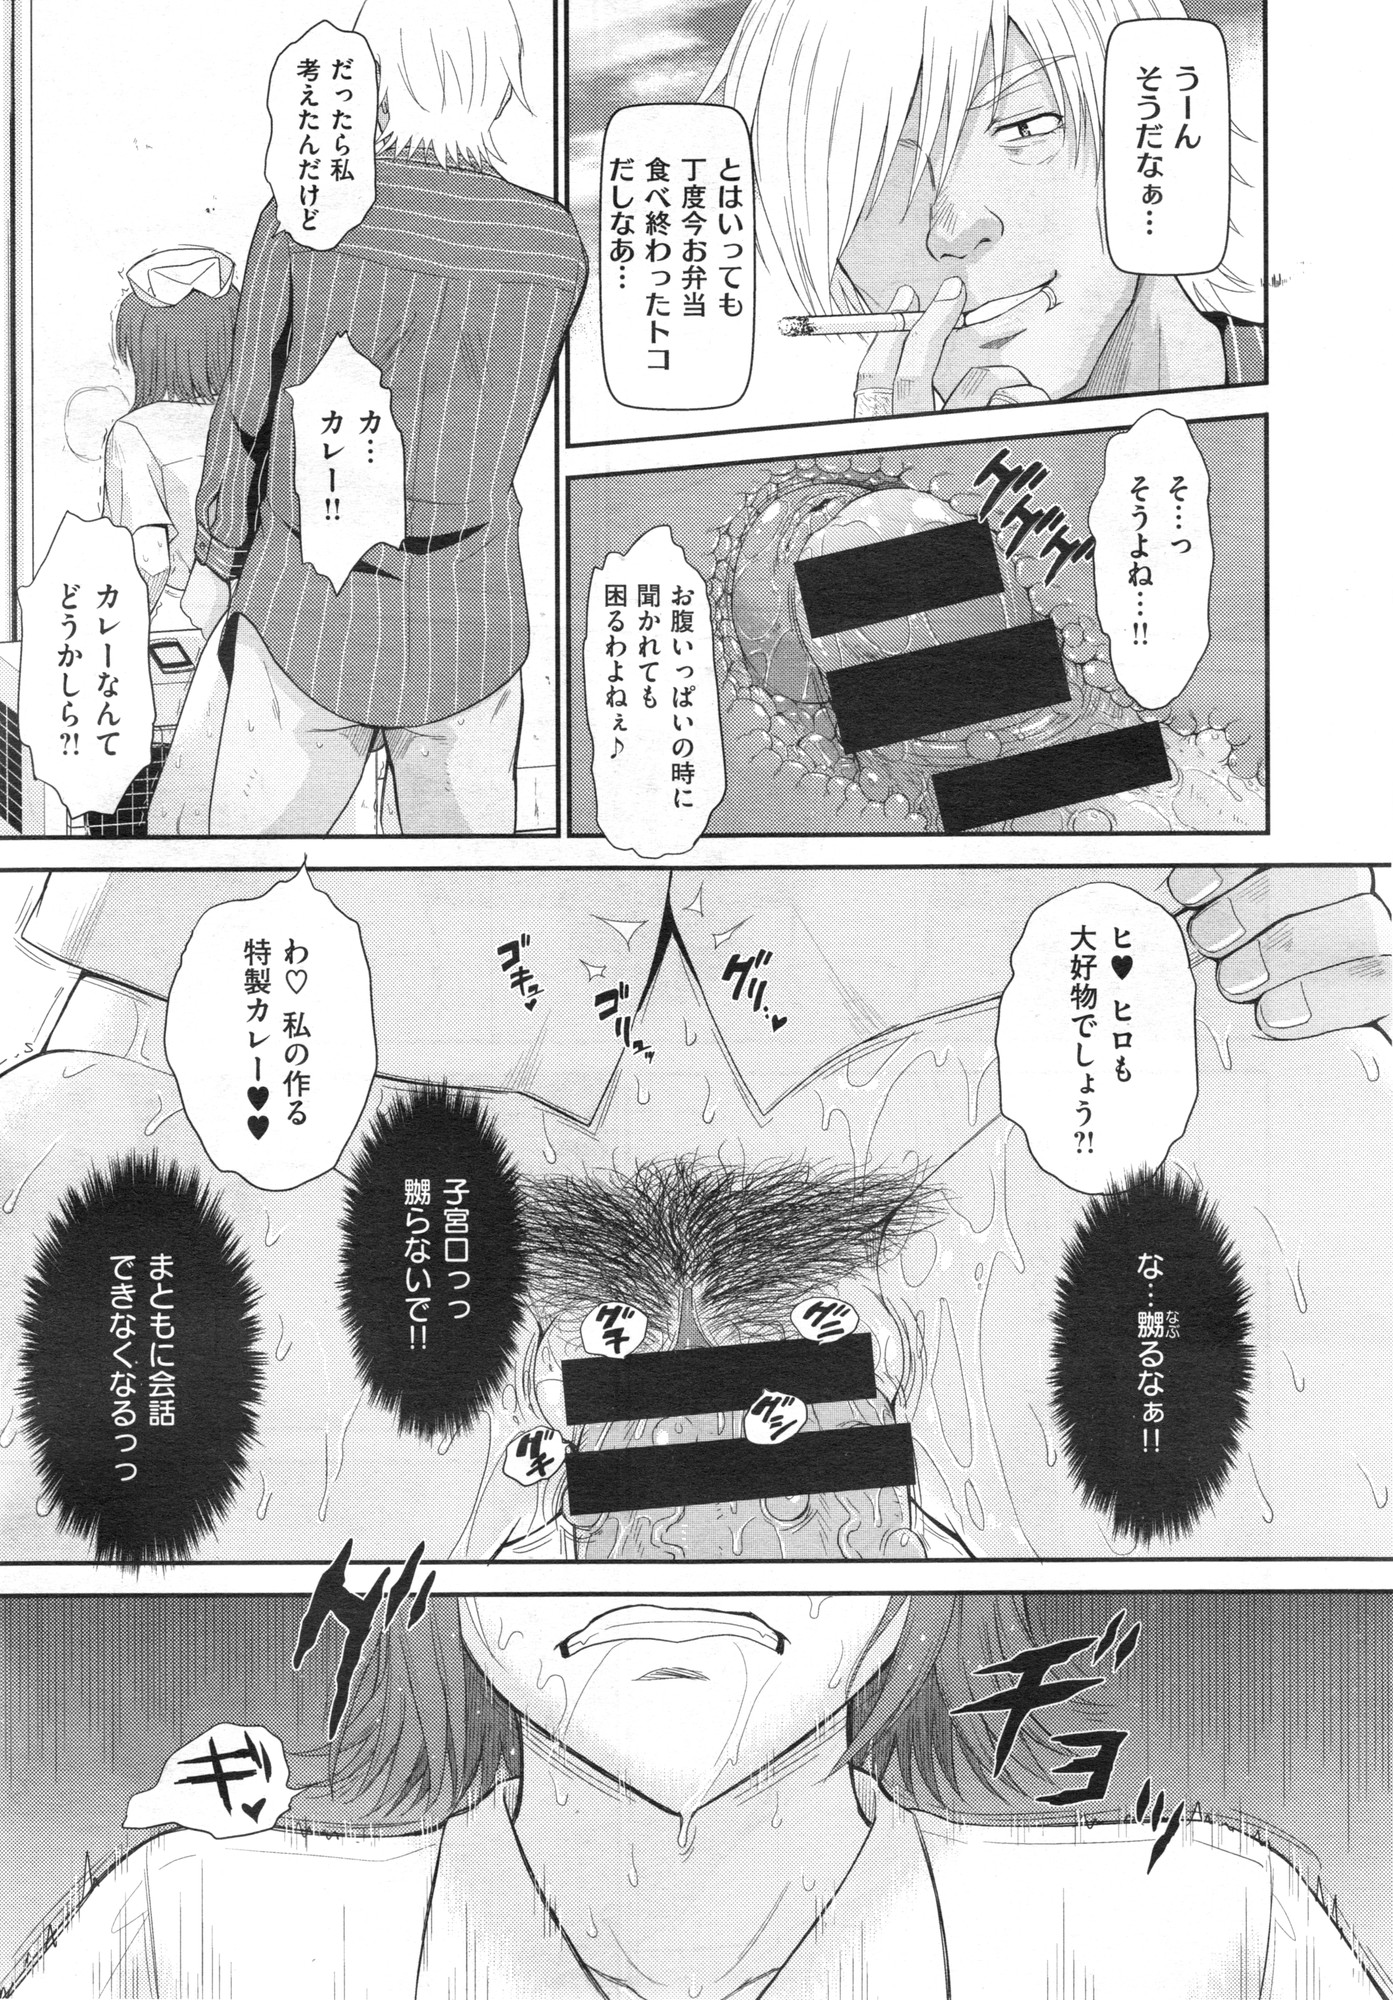 うーん
そうだなぁ…
とはいっても
丁度今お弁当
食べ終わったトコ
だしなあ…
そ…っ
そうよね…!!
お腹いっぱいの時に
聞かれても
困るわよねぇ♪
だったら私
考えたんだけど
カ…
カレー!!
カレーなんて
どうかしら?!
ヒ♥ ヒロも
大好物でしょう?!
グリ.♥
ゴリュッ
ゴキュ♥
わ♡ 私の作る
特製カレー♥♥
な…嬲るなぁ!!
なぶ
子宮口っっ
嬲らないで!!
まともに会話
できなくなるっっ
グチ
グシ
グギ
ギョッ
グッ
ギ♥